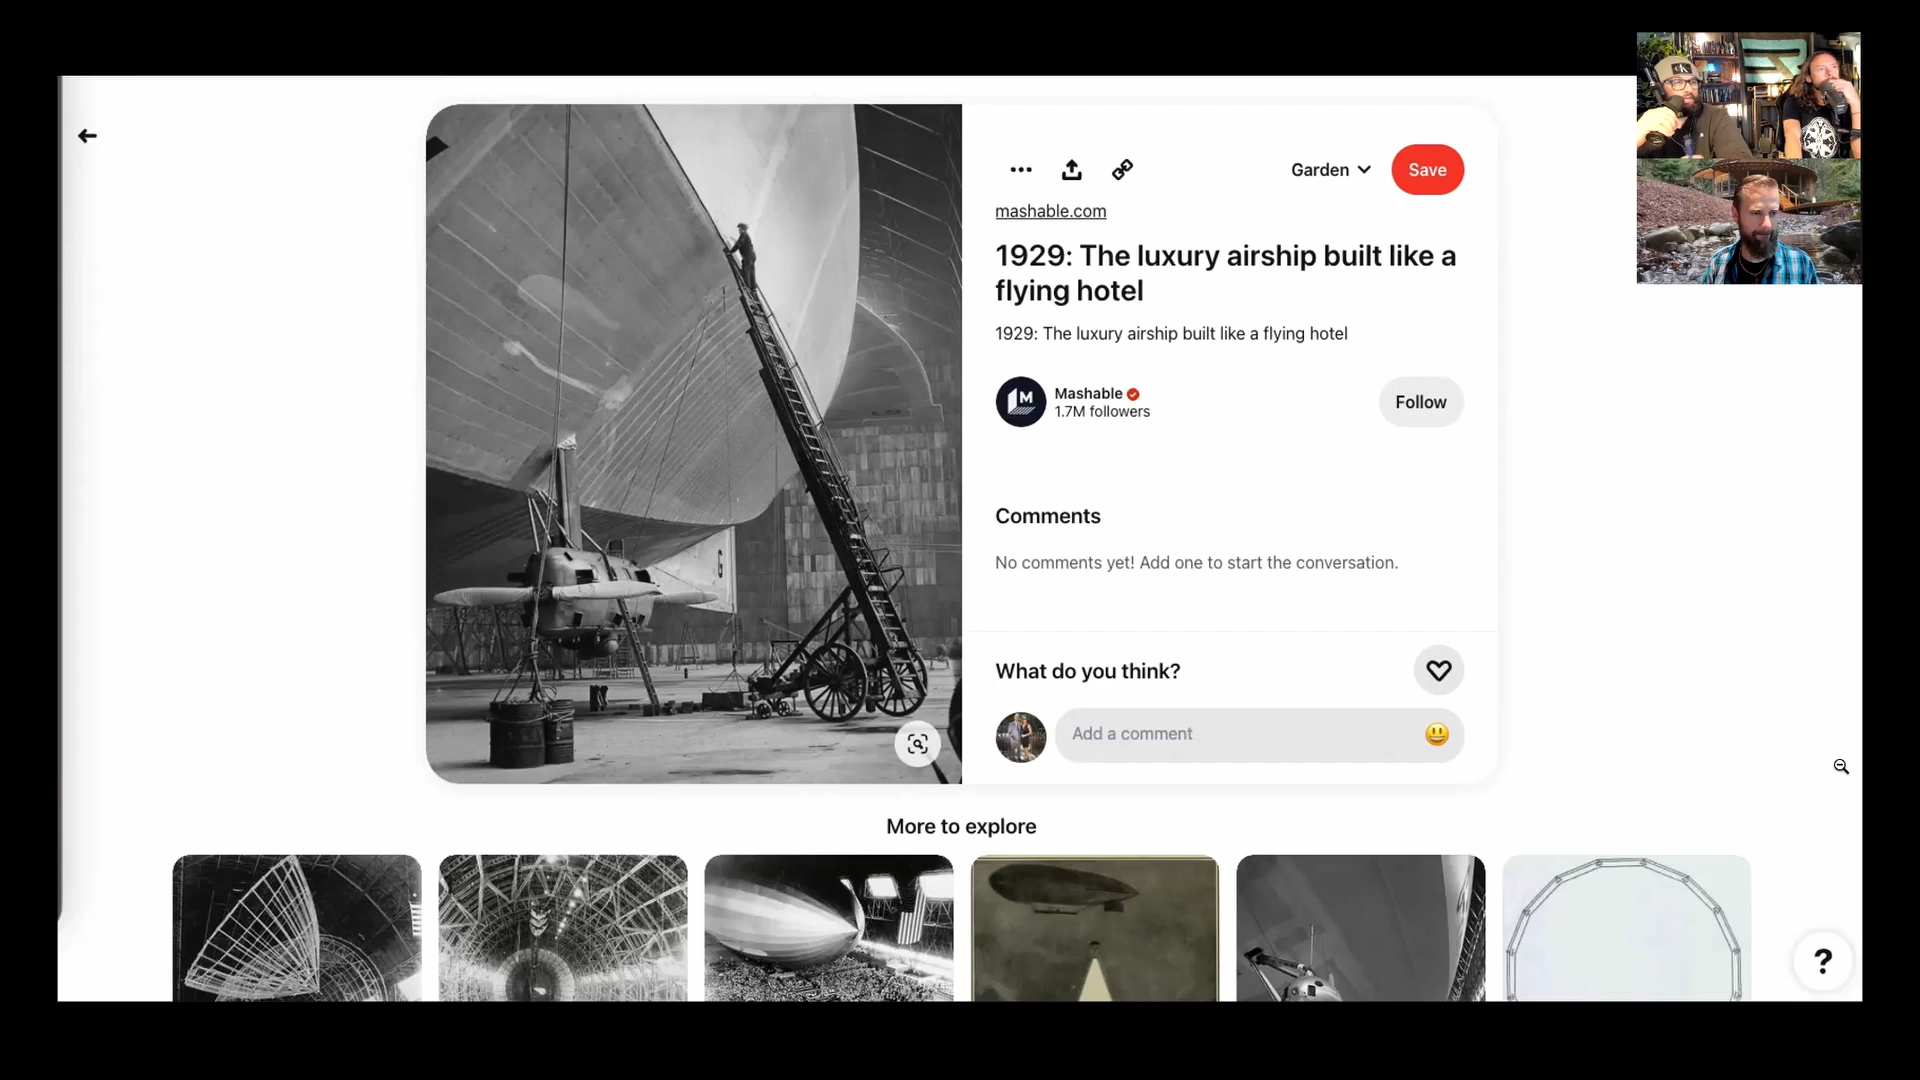 Garden
Save
mashable.com
1929: The luxury airship built like a
flying hotel
1929: The luxury airship built like a flying hotel
M
Mashable
1.7M followers
Follow
Comments
No comments yet! Add one to start the conversation.
What do you think?
Add a comment
G
More to explore
4
?